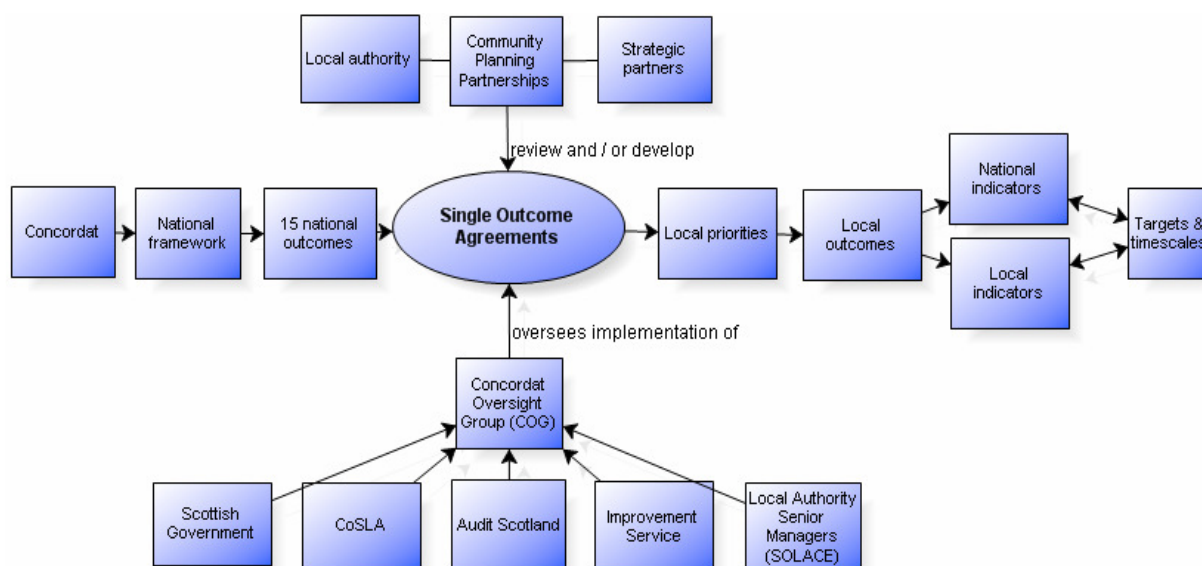 Local authority
Community
Planning
Partnerships
Strategic
partners
review and / or develop
Concordat
National
framework
15 national
outcomes
Single Outcome
Agreements
Local priorities
Local
outcomes
National
indicators
Local
indicators
Targets &
timescales
oversees implementation of
Concordat
Oversight
Group (COG)
Scottish
Government
CoSLA
Audit Scotland
Improvement
Service
Local Authority
Senior
Managers
(SOLACE)